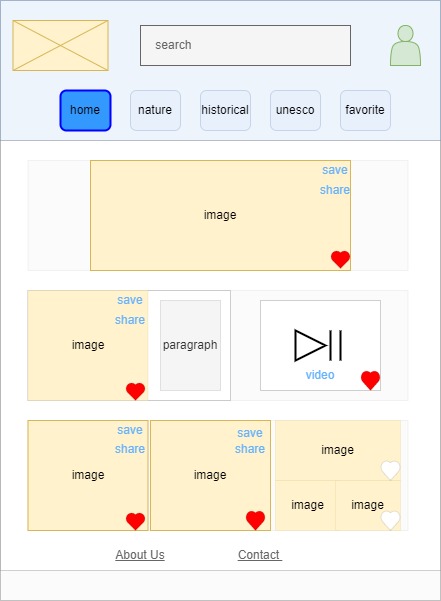 search
home
nature
historical
unesco
favorite
save
share
image
save
share
image
paragraph
video
save
share
image
save
share
image
image
image
image
About Us
Contact